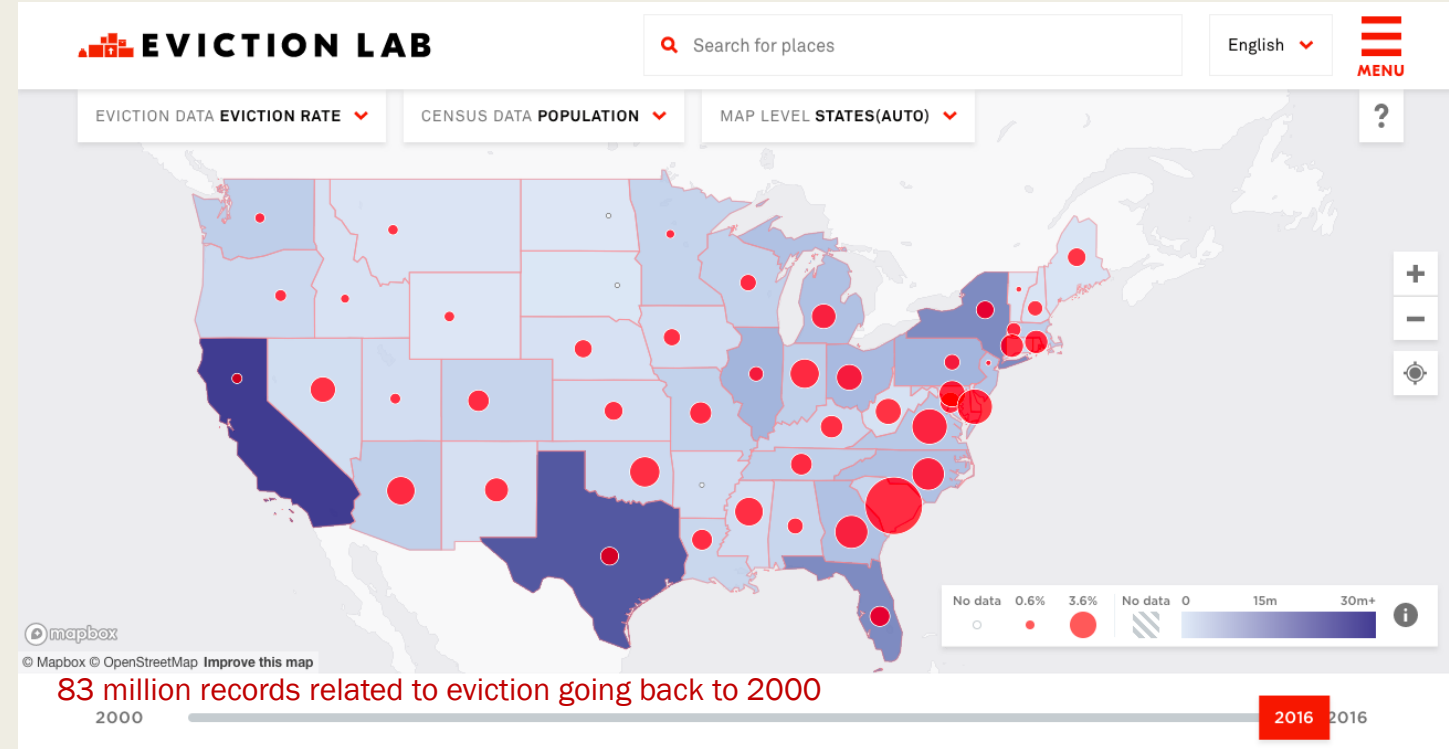 EVICTION LAB
Search for places
English
MENU
EVICTION DATA EVICTION RATE
CENSUS DATA POPULATION
MAP LEVEL STATES(AUTO)
?
+
−
No data 0.6% 3.6% No data 0 15m 30m+
i
mapbox
© Mapbox © OpenStreetMap Improve this map
83 million records related to eviction going back to 2000
2000 2016 2016